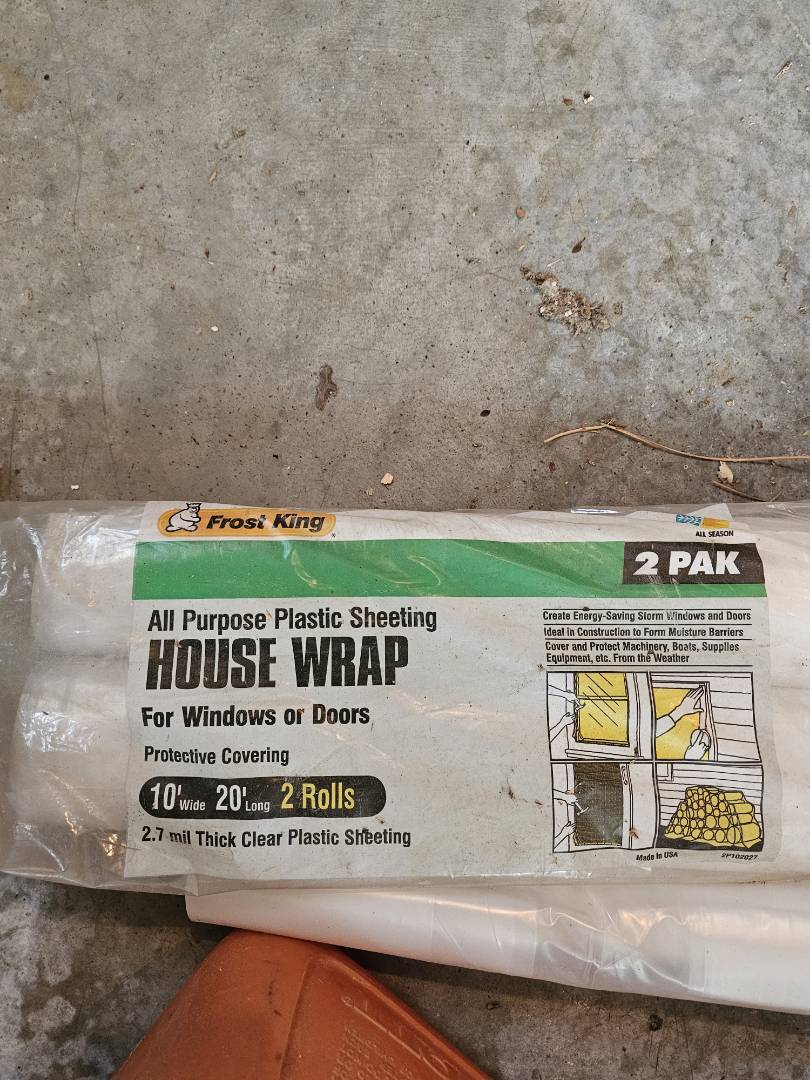 Frost King
ALL SEASON
2 PAK
All Purpose Plastic Sheeting
HOUSE WRAP
For Windows or Doors
Protective Covering
10' Wide 20' Long 2 Rolls
2.7 mil Thick Clear Plastic Sheeting
Create Energy-Saving Storm Windows and Doors
Ideal in Construction to Form Moisture Barriers
Cover and Protect Machinery, Boats, Supplies
Equipment, etc. From the Weather
Made in USA
2P102027